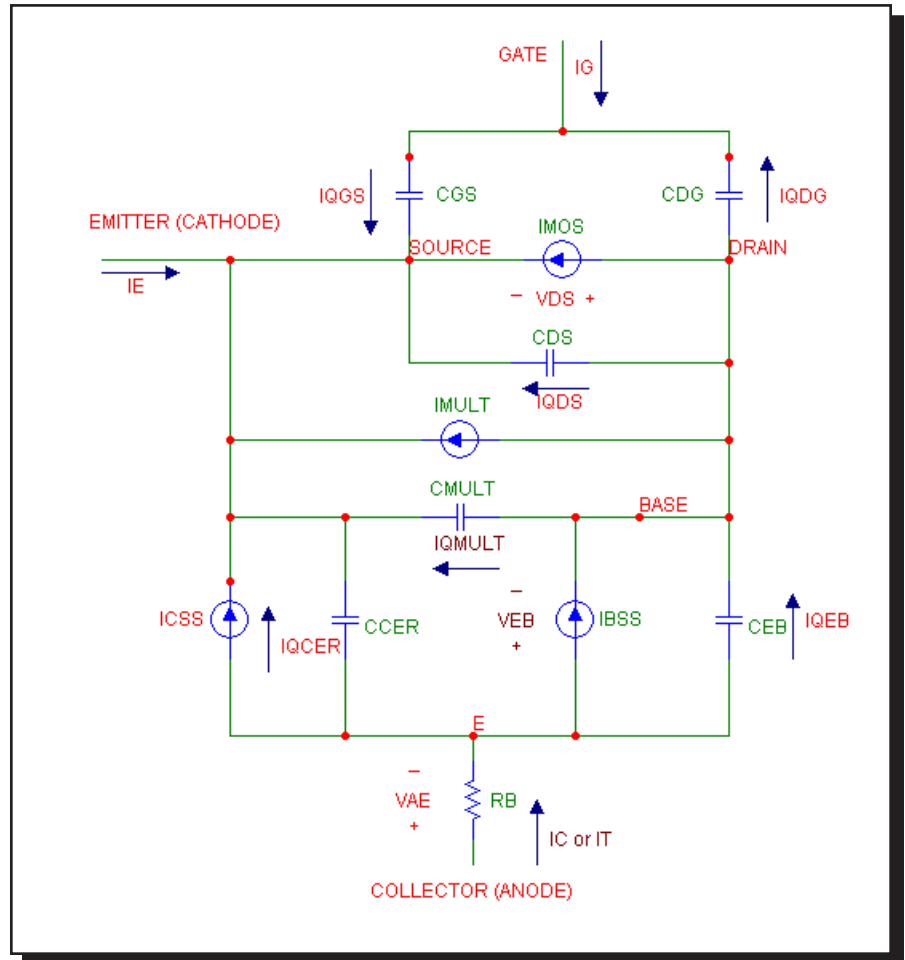 GATE
IG
IQGS
CGS
CDG
IQDG
EMITTER (CATHODE)
IMOS
SOURCE
DRAIN
IE
− VDS +
CDS
IQDS
IMULT
CMULT
BASE
IQMULT
−
ICSS
IQCER
CCER
VEB
IBSS
CEB
IQEB
+
E
−
VAE
RB
+
IC or IT
COLLECTOR (ANODE)